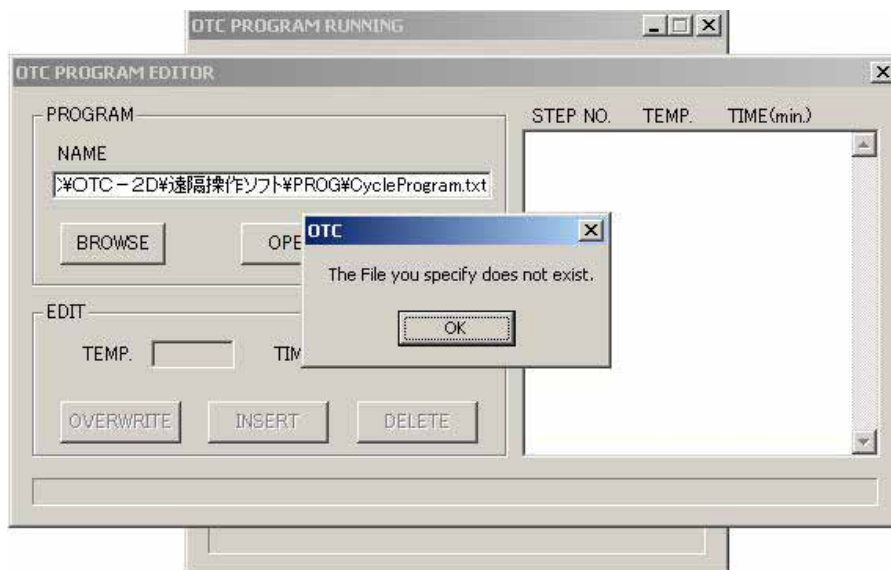 OTC PROGRAM RUNNING
OTC PROGRAM EDITOR
PROGRAM
NAME
¥OTC－2D¥遠隔操作ソフト¥PROG¥CycleProgram.txt
BROWSE
OPE
STEP NO. TEMP. TIME(min.)
OTC
The File you specify does not exist.
OK
EDIT
TEMP.
TIM
OVERWRITE
INSERT
DELETE